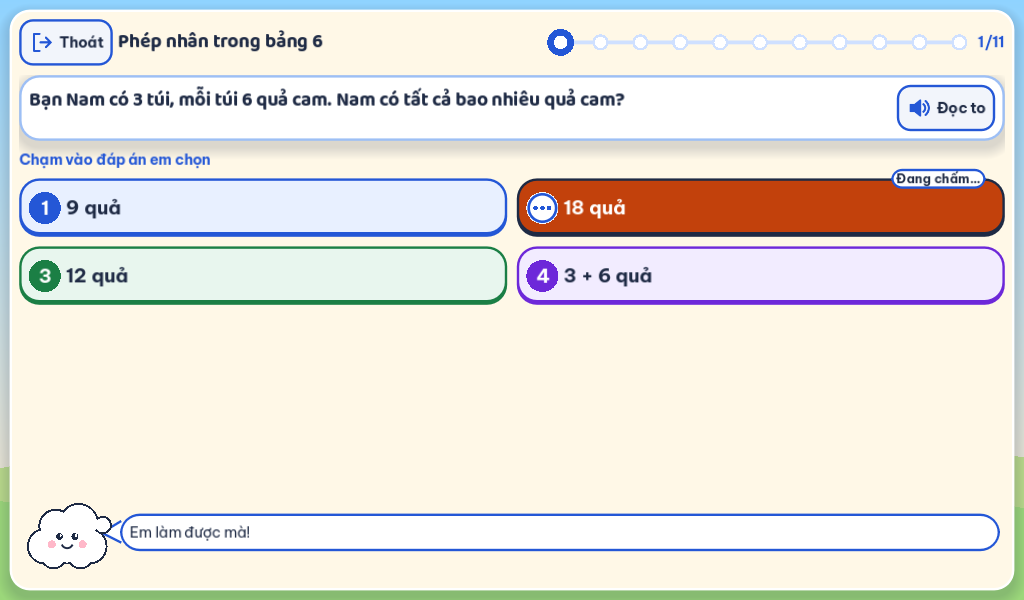 Thoát
Phép nhân trong bảng 6
1/11
Bạn Nam có 3 túi, mỗi túi 6 quả cam. Nam có tất cả bao nhiêu quả cam?
Đọc to
Chạm vào đáp án em chọn
1 9 quả
Đang chấm...
18 quả
3 12 quả
4 3 + 6 quả
Em làm được mà!